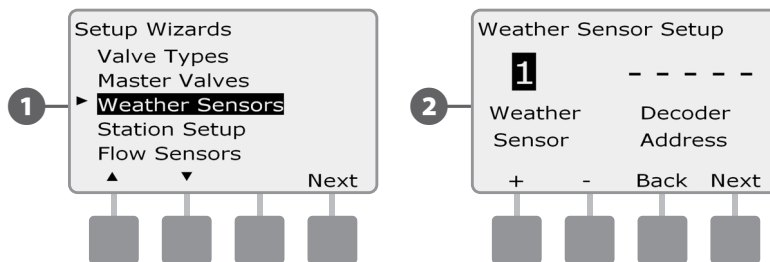 1
Setup Wizards
Valve Types
Master Valves
► Weather Sensors
Station Setup
Flow Sensors
▲ ▼ Next
2
Weather Sensor Setup
1 - - - - -
Weather Decoder
Sensor Address
+ - Back Next